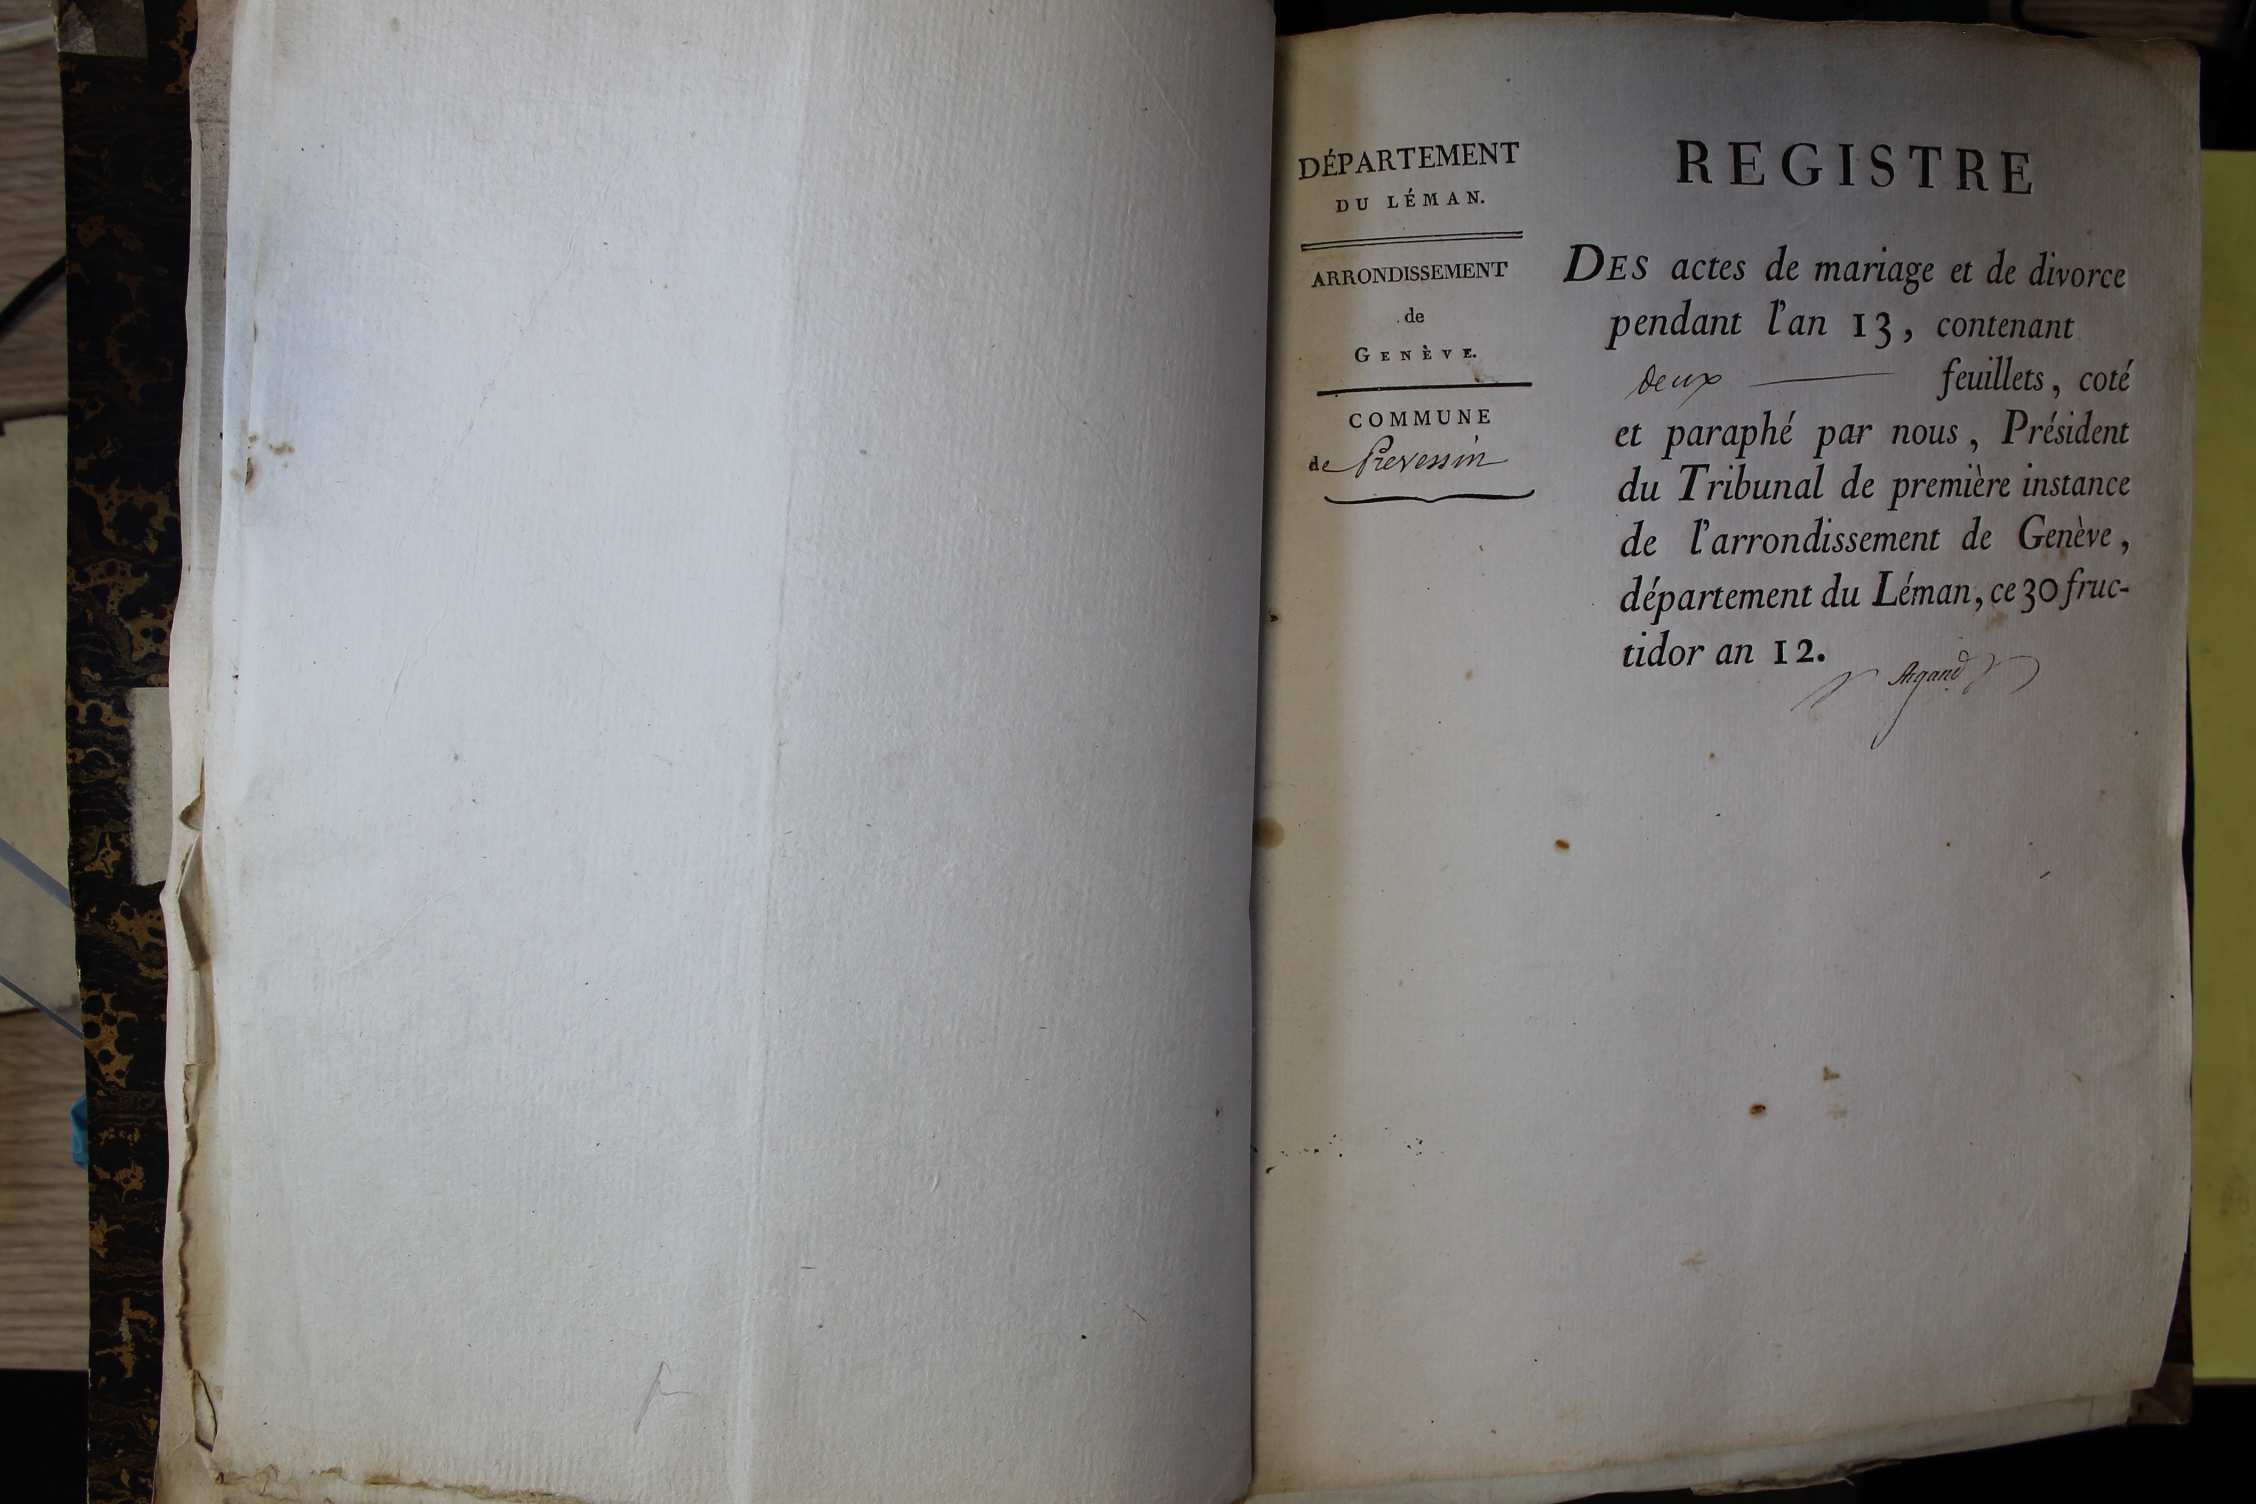 DÉPARTEMENT
DU LÉMAN.
ARRONDISSEMENT
de
GENÈVE.
COMMUNE
de Prevessin
REGISTRE
DES actes de mariage et de divorce
pendant l'an 13, contenant
deux feuillets, coté
et paraphé par nous, Président
du Tribunal de première instance
de l'arrondissement de Genève,
département du Léman, ce 30 fruc-
tidor an 12.
Argand